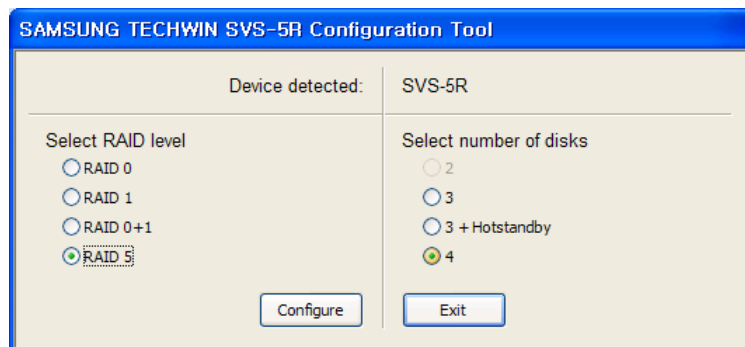 SAMSUNG TECHWIN SVS-5R Configuration Tool
Device detected: SVS-5R
Select RAID level
RAID 0
RAID 1
RAID 0+1
RAID 5
Select number of disks
2
3
3 + Hotstandby
4
Configure
Exit